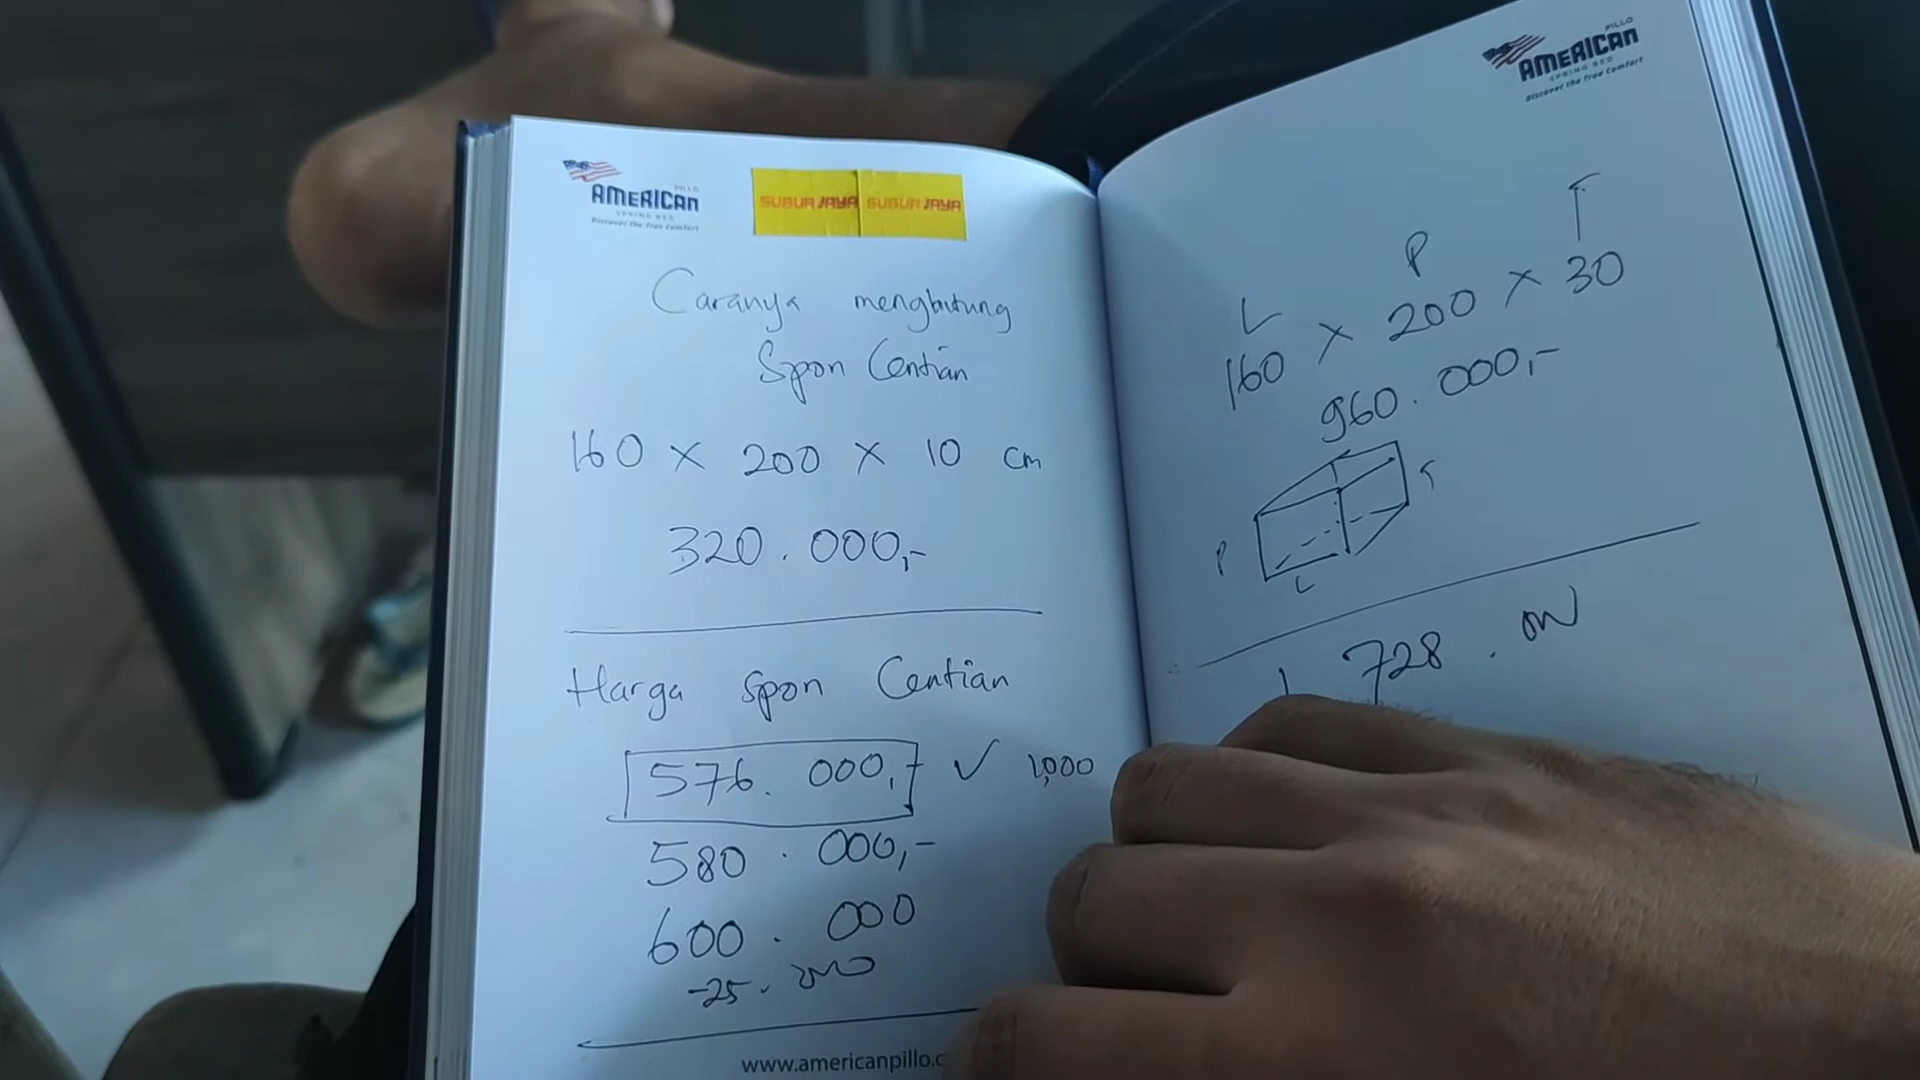 PILLO
AMERICAN
SPRING BED
Discover the True Comfort
SUBUR JAYA SUBUR JAYA
Caranya menghitung
Spon Centian
160 X 200 X 10 cm
320.000,-
Harga Spon Centian
576.000,- ✓ 1,000
580.000,-
600.000
-25.000
www.americanpillo.c
PILLO
AMERICAN
SPRING BED
Discover the True Comfort
L P T
160 X 200 X 30
960.000,-
T
P
L
728.000